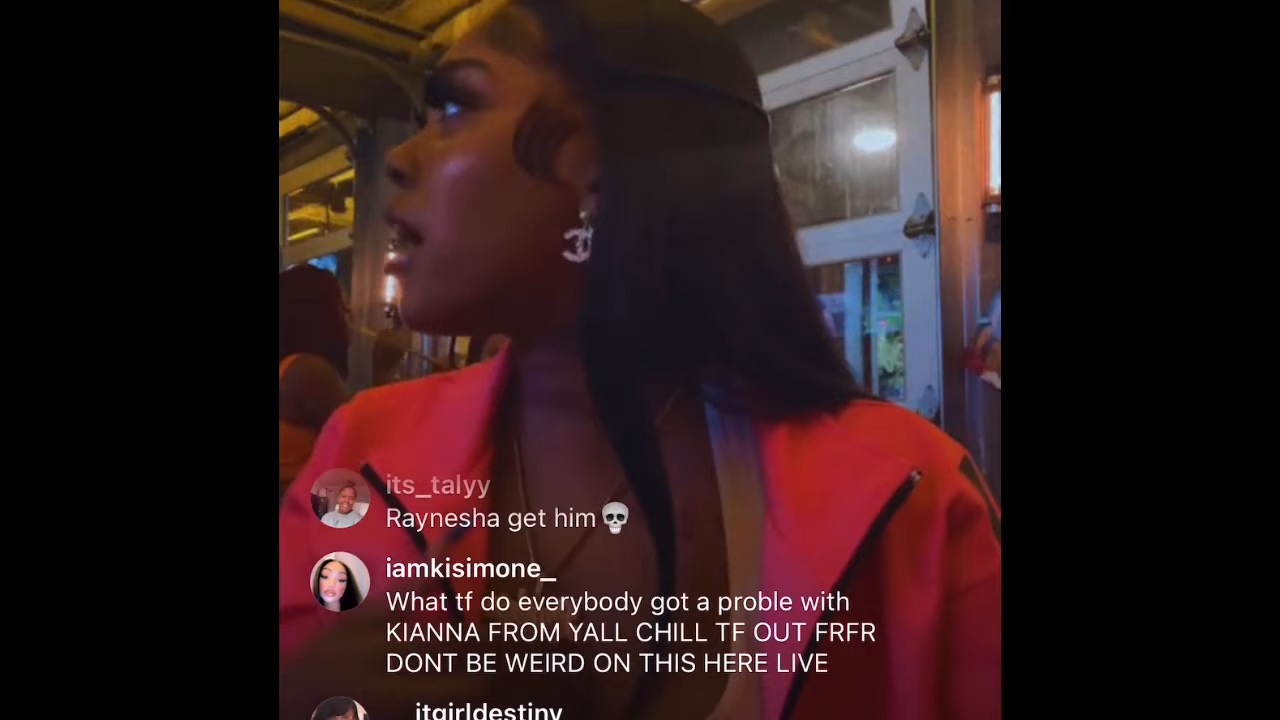 its_talyy
Raynesha get him💀
iamkisimone_
What tf do everybody got a proble with
KIANNA FROM YALL CHILL TF OUT FRFR
DONT BE WEIRD ON THIS HERE LIVE
itgirldestiny